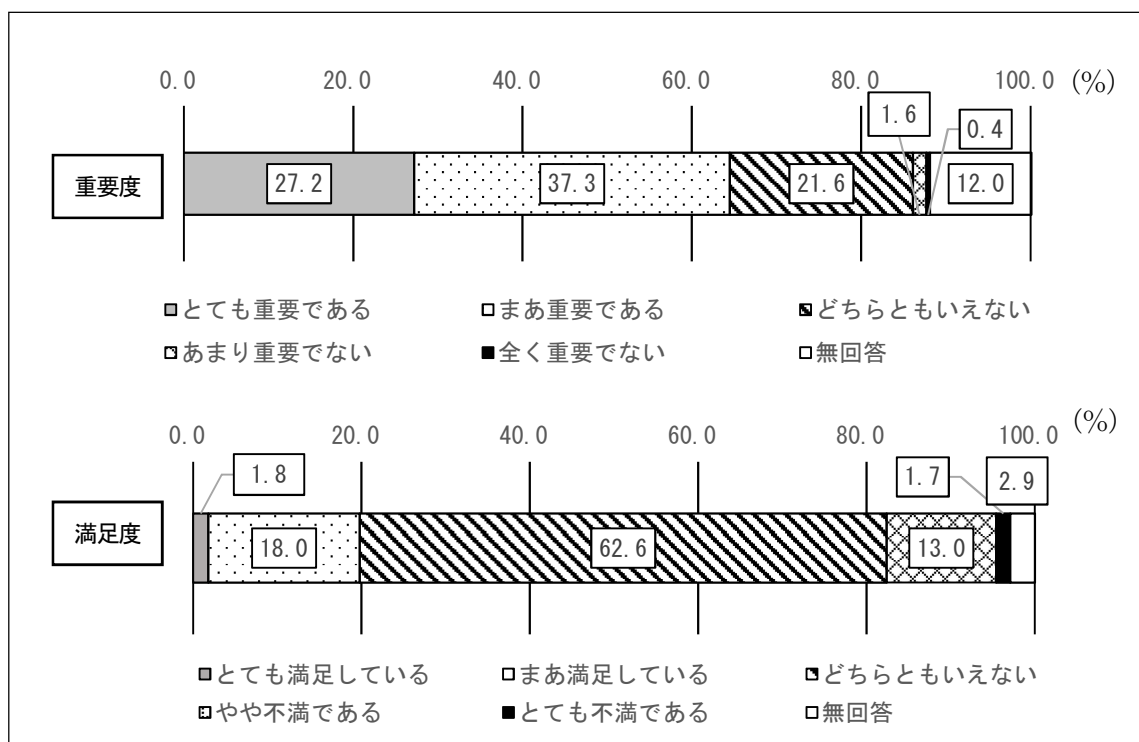 0.0 20.0 40.0 60.0 80.0 100.0 (%)
1.6 0.4
重要度 27.2 37.3 21.6 12.0
とても重要である まあ重要である どちらともいえない
あまり重要でない 全く重要でない 無回答
(%)
0.0 20.0 40.0 60.0 80.0 100.0
1.8 1.7 2.9
満足度 18.0 62.6 13.0
とても満足している まあ満足している どちらともいえない
やや不満である とても不満である 無回答